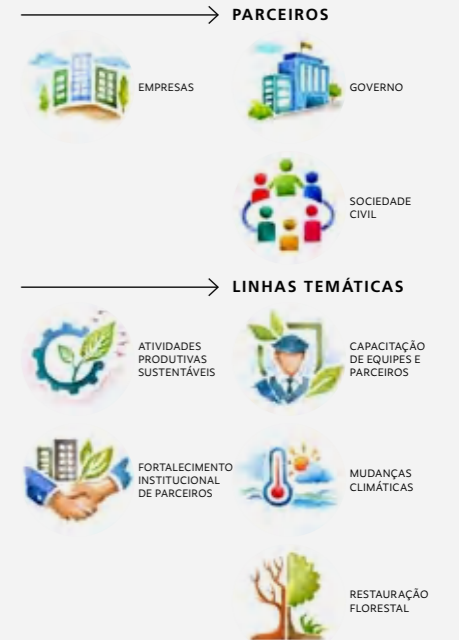 PARCEIROS
EMPRESAS
GOVERNO
SOCIEDADE
CIVIL
LINHAS TEMÁTICAS
ATIVIDADES
PRODUTIVAS
SUSTENTÁVEIS
CAPACITAÇÃO
DE EQUIPES E
PARCEIROS
FORTALECIMENTO
INSTITUCIONAL
DE PARCEIROS
MUDANÇAS
CLIMÁTICAS
RESTAURAÇÃO
FLORESTAL